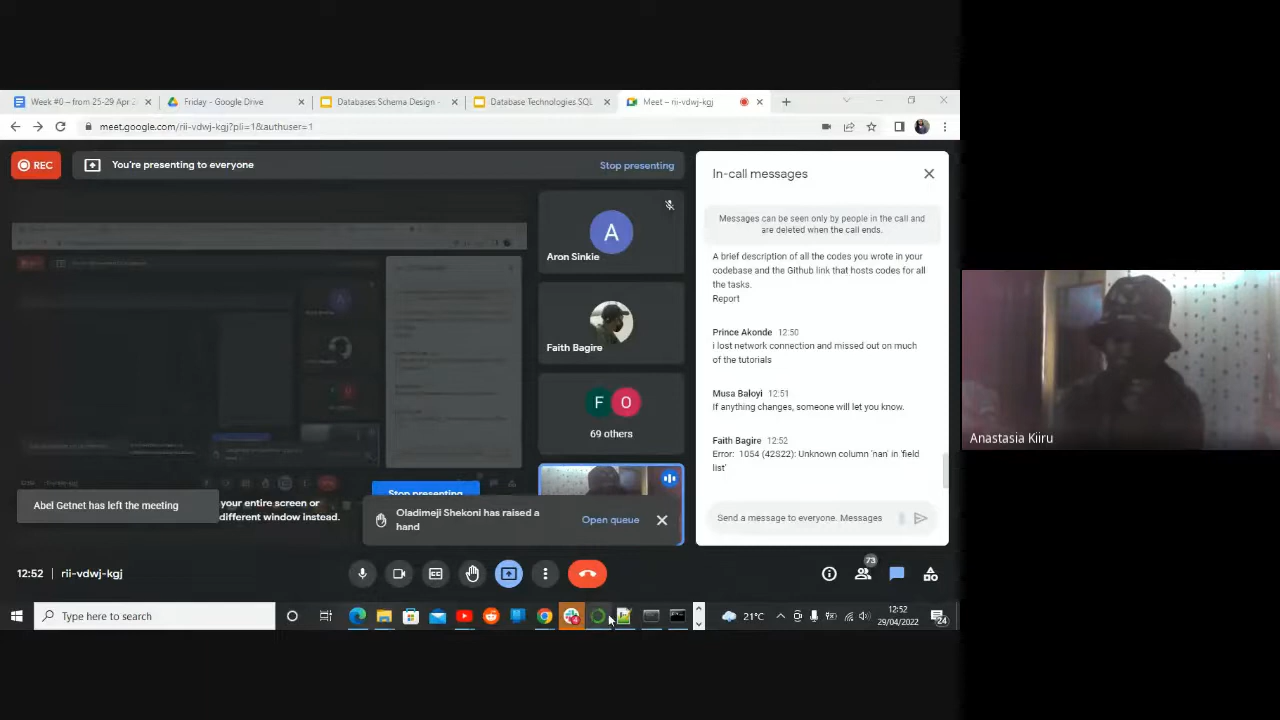 Week #0 – from 25-29 Apr 2
Friday - Google Drive
Databases Schema Design -
Database Technologies SQL
Meet – rii-vdwj-kgj
meet.google.com/rii-vdwj-kgj?pli=1&authuser=1
REC
You're presenting to everyone
Stop presenting
A
Aron Sinkie
Faith Bagire
F O
69 others
In-call messages
Messages can be seen only by people in the call and
are deleted when the call ends.
A brief description of all the codes you wrote in your
codebase and the Github link that hosts codes for all
the tasks.
Report
Prince Akonde 12:50
i lost network connection and missed out on much
of the tutorials
Musa Baloyi 12:51
If anything changes, someone will let you know.
Faith Bagire 12:52
Error: 1054 (42S22): Unknown column 'nan' in 'field
list'
Send a message to everyone. Messages
Stop presenting
Abel Getnet has left the meeting
your entire screen or
different window instead.
Oladimeji Shekoni has raised a
hand
Open queue
12:52 | rii-vdwj-kgj
73
Type here to search
21°C
12:52
29/04/2022
24
Anastasia Kiiru